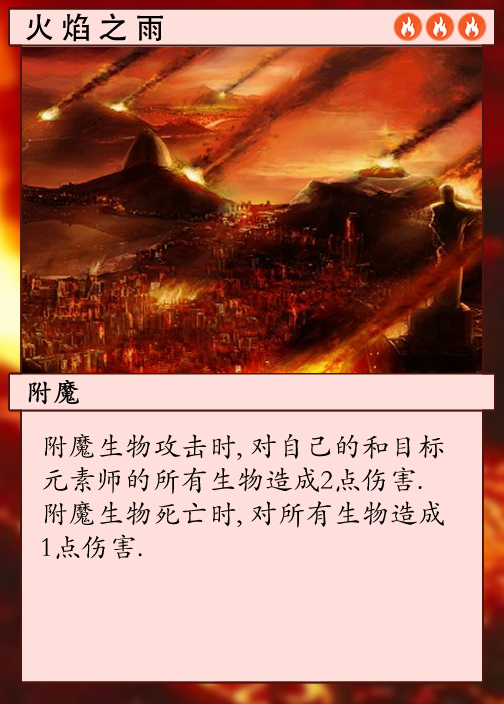 火焰之雨
附魔
附魔生物攻击时, 对自己的和目标
元素师的所有生物造成2点伤害.
附魔生物死亡时, 对所有生物造成
1点伤害.